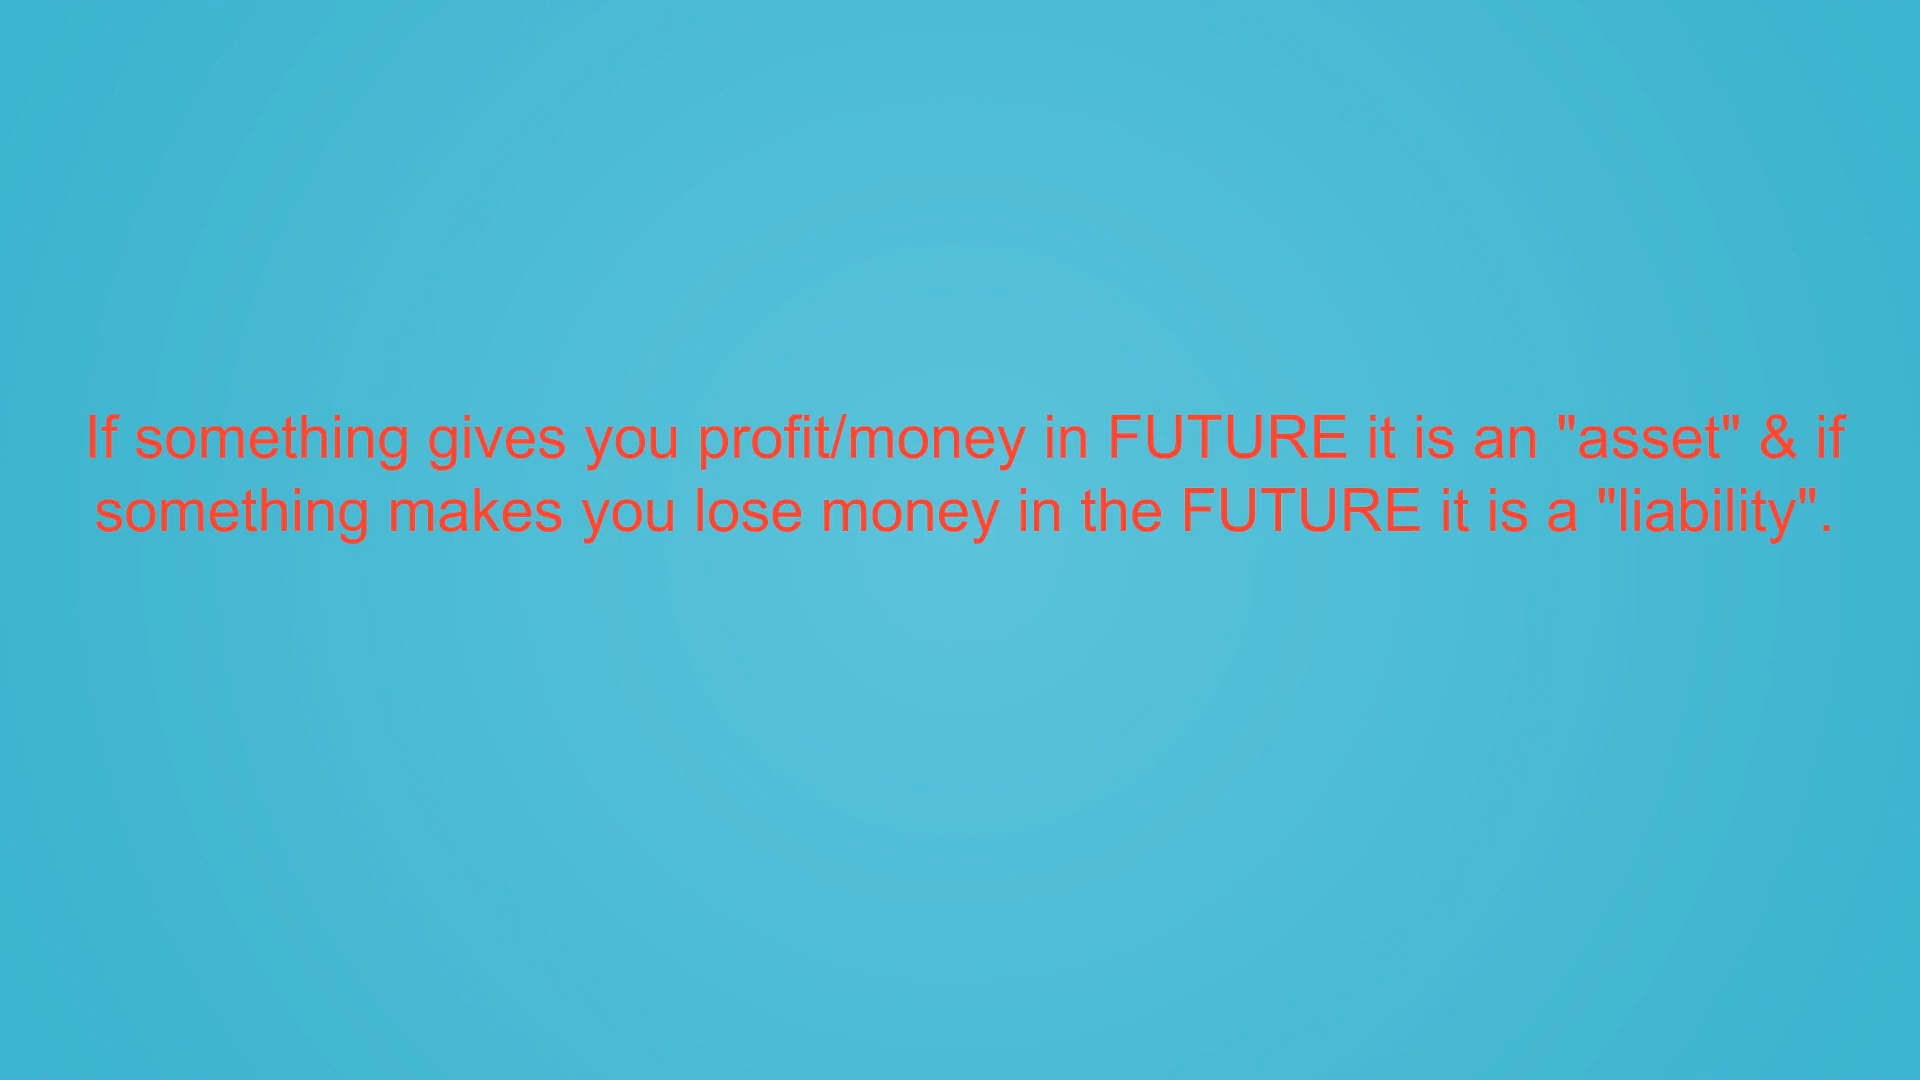 If something gives you profit/money in FUTURE it is an "asset" & if
something makes you lose money in the FUTURE it is a "liability".